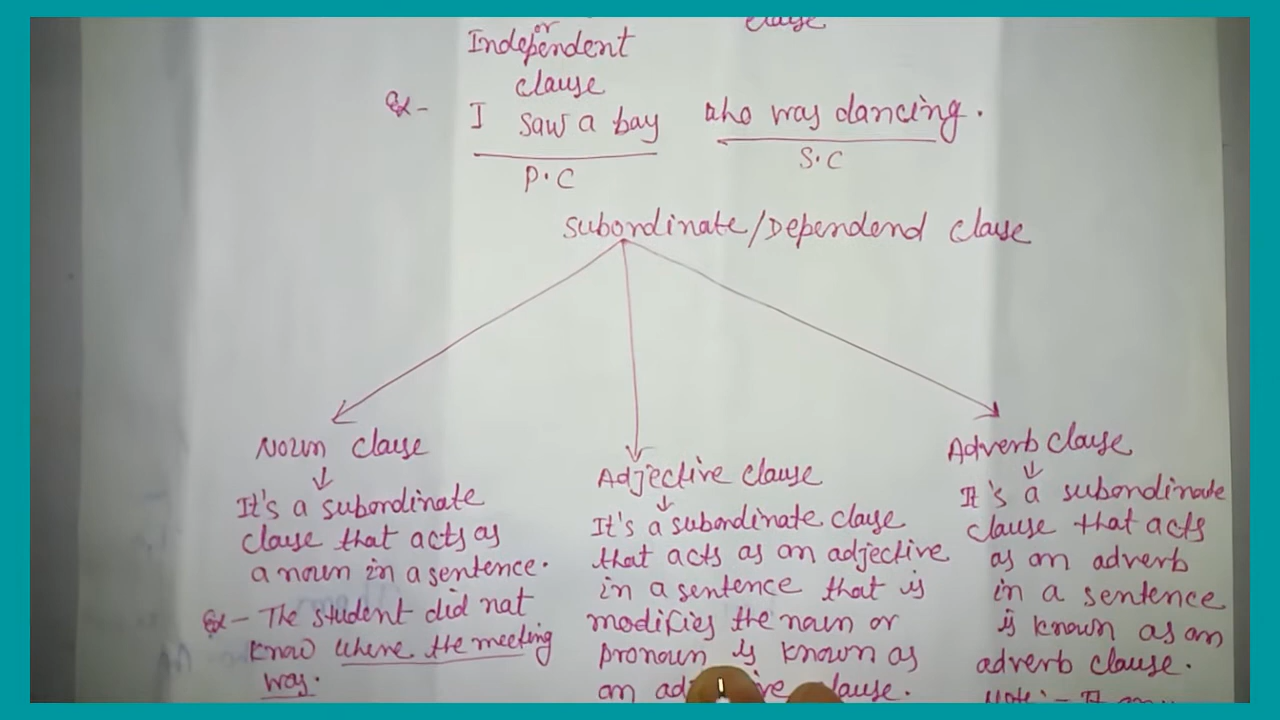 or
clause
Independent
clause
Ex- I saw a boy who was dancing.
P.C
S.C
Subordinate/Dependend clause
Noun clause
It's a subordinate
clause that acts as
a noun in a sentence.
Ex- The student did not
know where the meeting
was.
Adjective clause
It's a subordinate clause
that acts as an adjective
in a sentence that is
modifies the noun or
pronoun is known as
an clause.
Adverb clause
It's a subordinate
clause that acts
as an adverb
in a sentence
is known as an
adverb clause.
Note:-